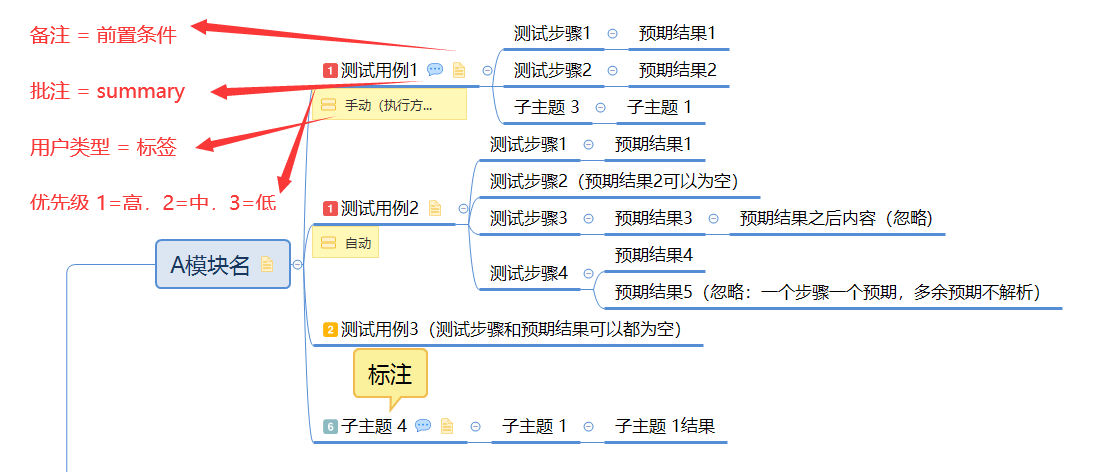 备注 = 前置条件
批注 = summary
用户类型 = 标签
优先级 1=高，2=中，3=低
A模块名
1 测试用例1
手动（执行方...
测试步骤1
预期结果1
测试步骤2
预期结果2
子主题 3
子主题 1
1 测试用例2
自动
测试步骤1
预期结果1
测试步骤2（预期结果2可以为空）
测试步骤3
预期结果3
预期结果之后内容（忽略）
测试步骤4
预期结果4
预期结果5（忽略：一个步骤一个预期，多余预期不解析）
2 测试用例3（测试步骤和预期结果可以都为空）
标注
6 子主题 4
子主题 1
子主题 1结果